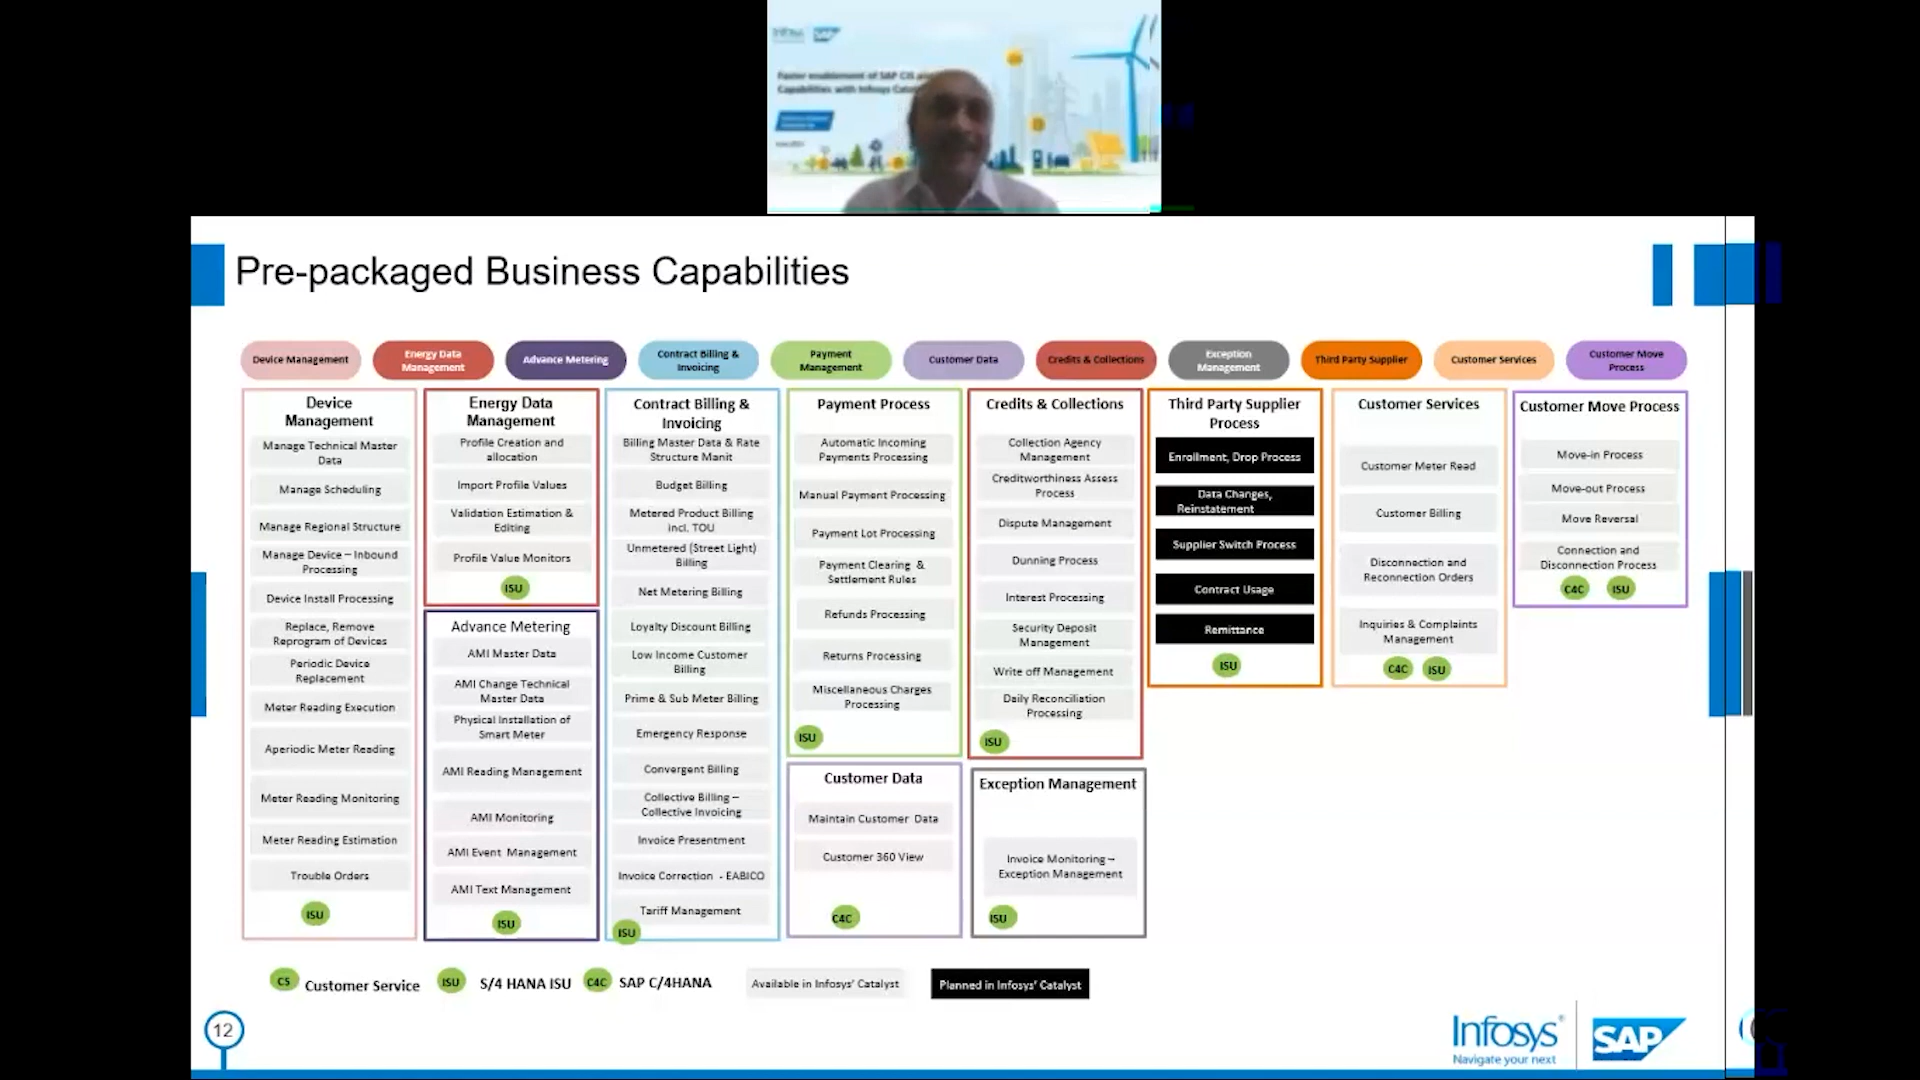 Infosys SAP
Faster enablement of SAP CIS
Capabilities with Infosys
Pre-packaged Business Capabilities
Device Management
Energy Data
Management
Advance Metering
Contract Billing &
Invoicing
Payment
Management
Customer Data
Credits & Collections
Exception
Management
Third Party Supplier
Customer Services
Customer Move
Process
Device
Management
Manage Technical Master
Data
Manage Scheduling
Manage Regional Structure
Manage Device – Inbound
Processing
Device Install Processing
Replace, Remove
Reprogram of Devices
Periodic Device
Replacement
Meter Reading Execution
Aperiodic Meter Reading
Meter Reading Monitoring
Meter Reading Estimation
Trouble Orders
ISU
Energy Data
Management
Profile Creation and
allocation
Import Profile Values
Validation Estimation &
Editing
Profile Value Monitors
ISU
Advance Metering
AMI Master Data
AMI Change Technical
Master Data
Physical Installation of
Smart Meter
AMI Reading Management
AMI Monitoring
AMI Event Management
AMI Text Management
ISU
Contract Billing &
Invoicing
Billing Master Data & Rate
Structure Manit
Budget Billing
Metered Product Billing
incl. TOU
Unmetered (Street Light)
Billing
Net Metering Billing
Loyalty Discount Billing
Low Income Customer
Billing
Prime & Sub Meter Billing
Emergency Response
Convergent Billing
Collective Billing –
Collective Invoicing
Invoice Presentment
Invoice Correction - EABICO
Tariff Management
ISU
Payment Process
Automatic Incoming
Payments Processing
Manual Payment Processing
Payment Lot Processing
Payment Clearing &
Settlement Rules
Refunds Processing
Returns Processing
Miscellaneous Charges
Processing
ISU
Customer Data
Maintain Customer Data
Customer 360 View
C4C
Credits & Collections
Collection Agency
Management
Creditworthiness Assess
Process
Dispute Management
Dunning Process
Interest Processing
Security Deposit
Management
Write off Management
Daily Reconciliation
Processing
ISU
Exception Management
Invoice Monitoring –
Exception Management
ISU
Third Party Supplier
Process
Enrollment, Drop Process
Data Changes,
Reinstatement
Supplier Switch Process
Contract Usage
Remittance
ISU
Customer Services
Customer Meter Read
Customer Billing
Disconnection and
Reconnection Orders
Inquiries & Complaints
Management
C4C ISU
Customer Move Process
Move-in Process
Move-out Process
Move Reversal
Connection and
Disconnection Process
C4C ISU
CS Customer Service
ISU S/4 HANA ISU
C4C SAP C/4HANA
Available in Infosys' Catalyst
Planned in Infosys' Catalyst
12
Infosys®
Navigate your next
SAP